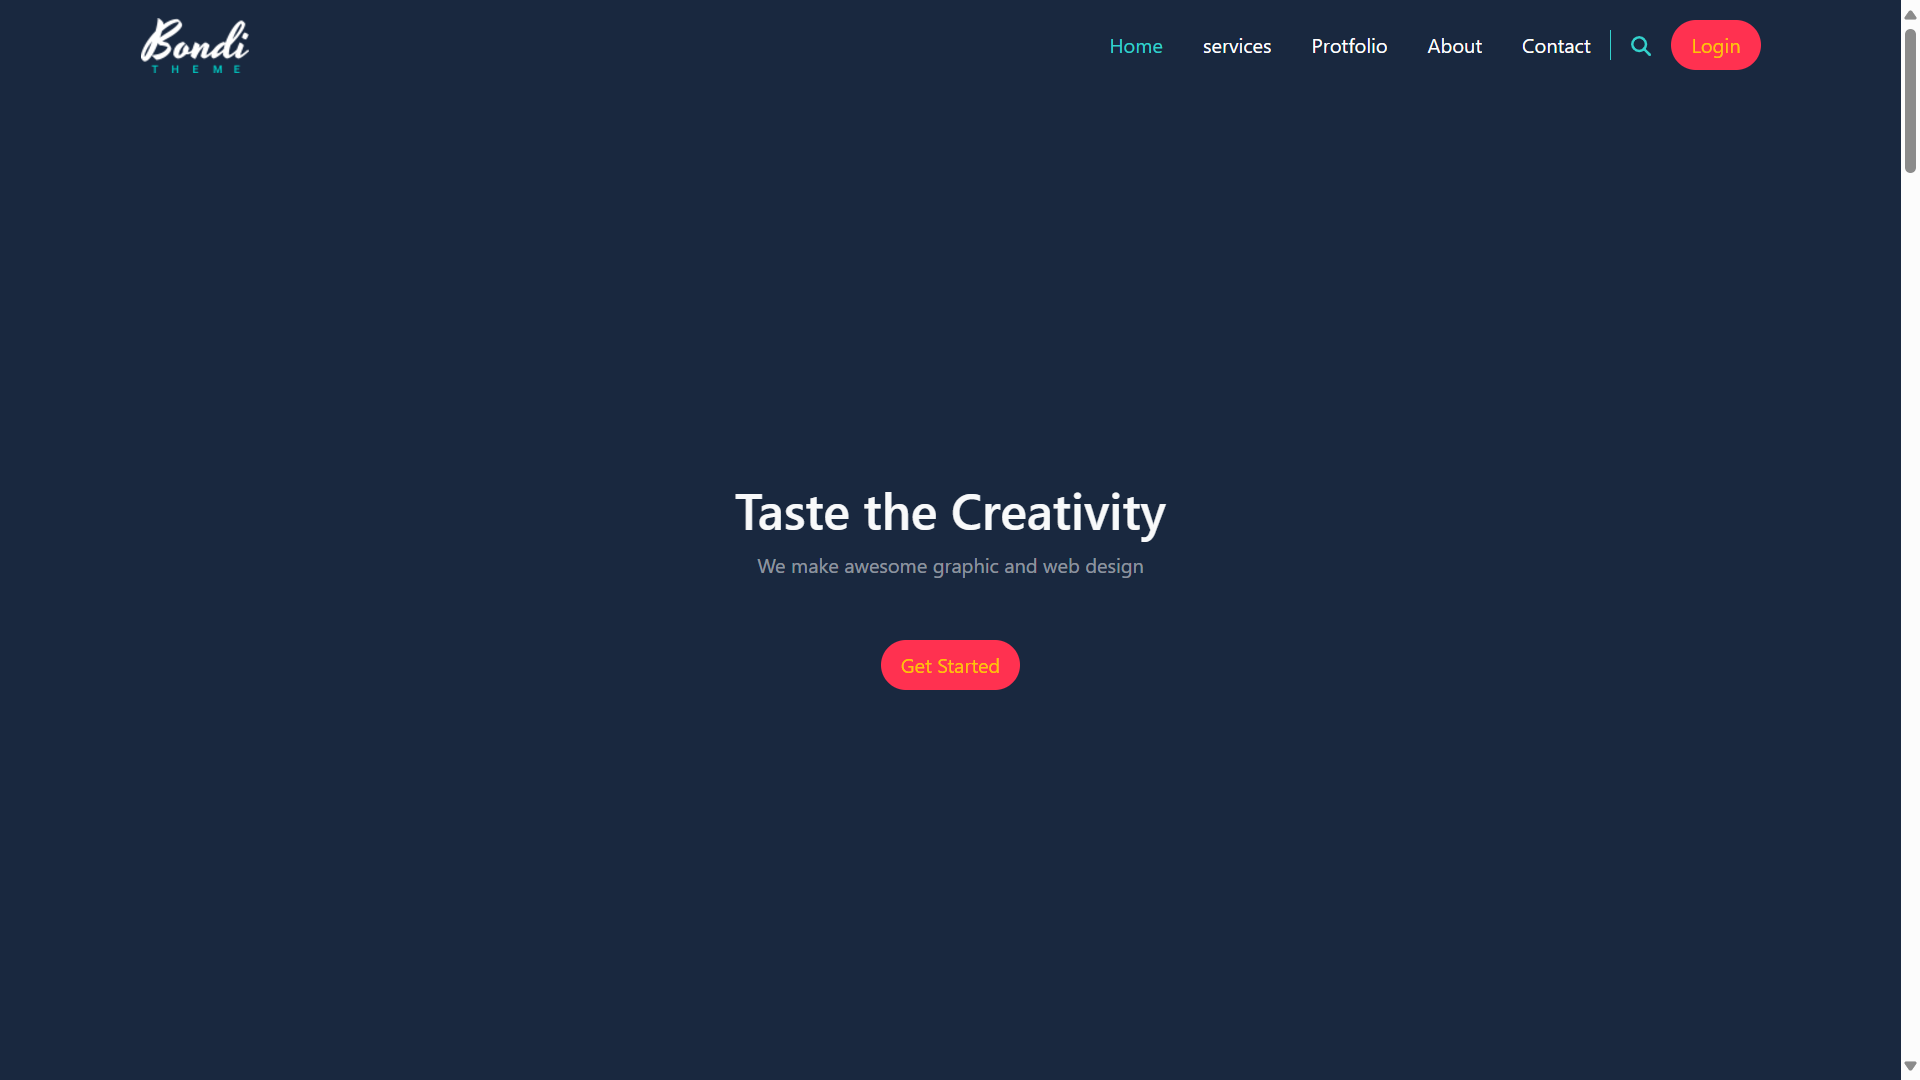 Bondi
THEME
Home services Protfolio About Contact Login
Taste the Creativity
We make awesome graphic and web design
Get Started